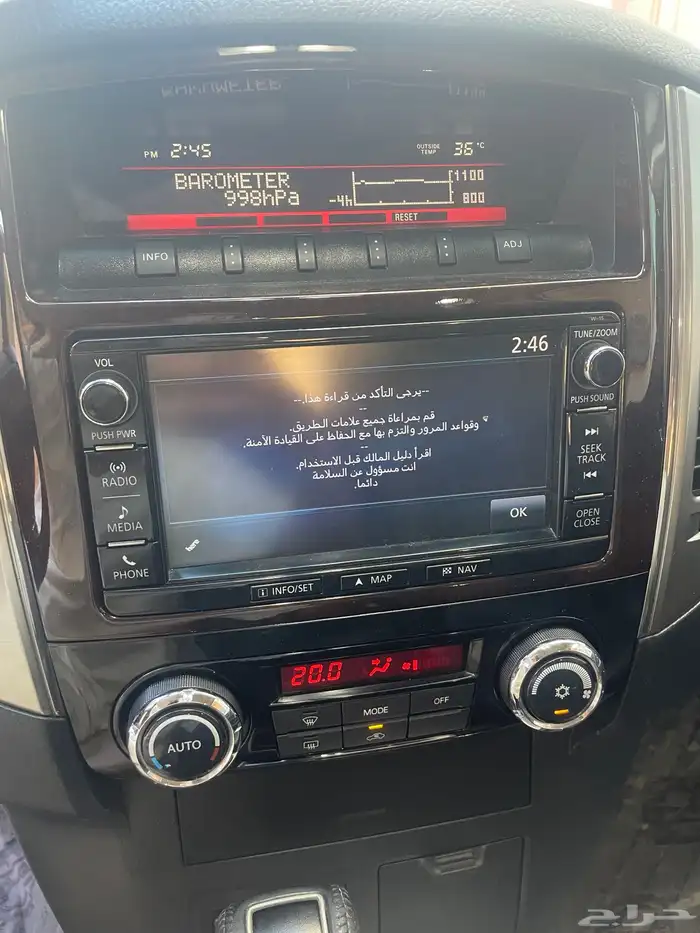 PM 2:45
OUTSIDE TEMP 36 °C
BAROMETER
998hPa
1100
-4h
800
RESET
INFO
ADJ
VOL
PUSH PWR
RADIO
MEDIA
PHONE
2:46
--يرجى التأكد من قراءة هذا.--
--
قم بمراعاة جميع علامات الطريق.
وقواعد المرور والتزم بها مع الحفاظ على القيادة الآمنة.
--
اقرأ دليل المالك قبل الاستخدام.
انت مسؤول عن السلامة
دائما.
OK
here
TUNE/ZOOM
PUSH SOUND
SEEK
TRACK
OPEN
CLOSE
INFO/SET
MAP
NAV
20.0
AUTO
MODE
OFF
حراج